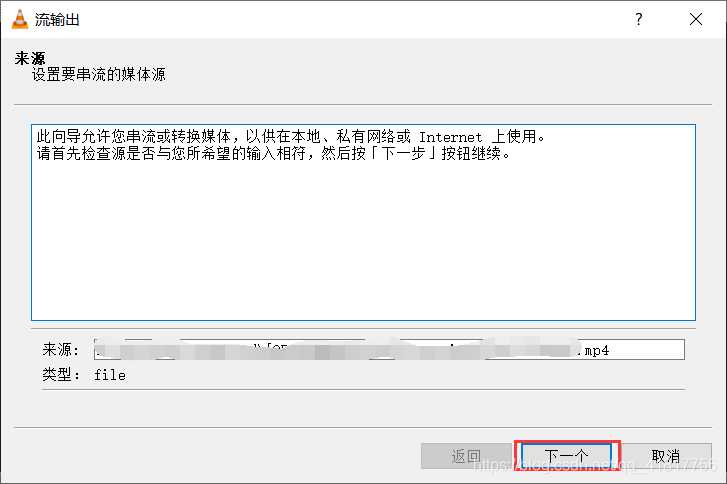 流输出
?
来源
设置要串流的媒体源
此向导允许您串流或转换媒体，以供在本地、私有网络或 Internet 上使用。
请首先检查源是否与您所希望的输入相符，然后按「下一步」按钮继续。
来源： .mp4
类型： file
返回 下一个 取消
https://blog.csdn.net/qq_41817756